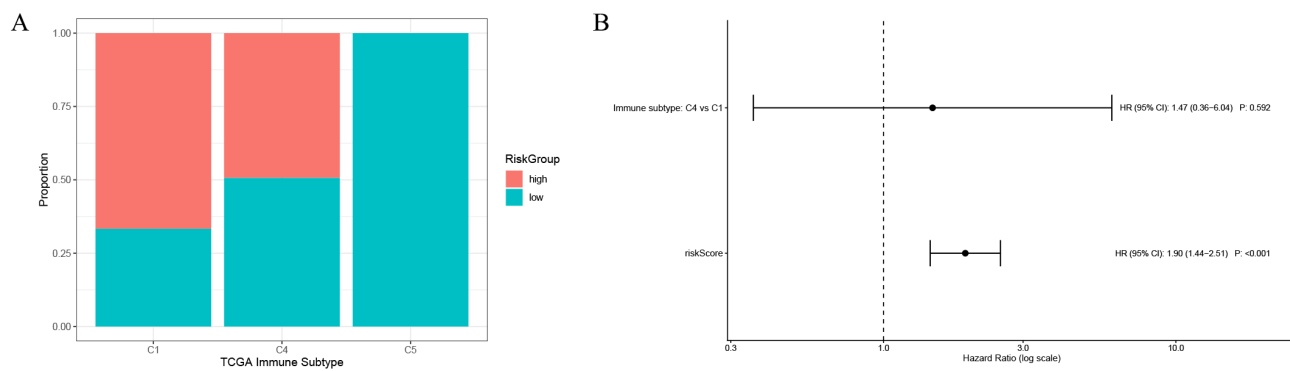 A
1.00
0.75
0.50
0.25
0.00
Proportion
C1
C4
C5
TCGA Immune Subtype
RiskGroup
high
low
B
Immune subtype: C4 vs C1
HR (95% CI): 1.47 (0.36−6.04) P: 0.592
riskScore
HR (95% CI): 1.90 (1.44−2.51) P: <0.001
0.3
1.0
3.0
10.0
Hazard Ratio (log scale)